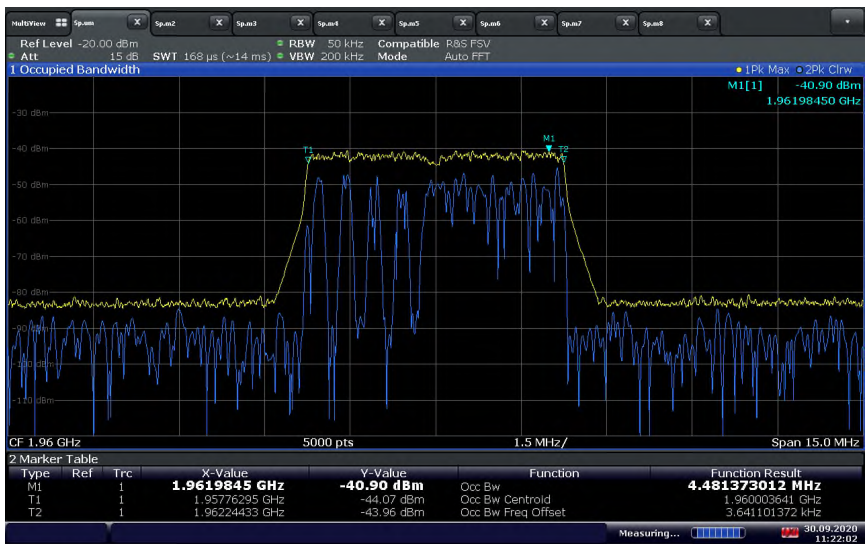 MultiView Sp.um X Sp.m2 X Sp.m3 X Sp.m4 X Sp.m5 X Sp.m6 X Sp.m7 X Sp.m8 X
Ref Level -20.00 dBm RBW 50 kHz Compatible R&S FSV
Att 15 dB SWT 168 µs (~14 ms) VBW 200 kHz Mode Auto FFT
1 Occupied Bandwidth 1Pk Max 2Pk Clrw
M1[1] -40.90 dBm
1.96198450 GHz
-30 dBm
M1
-40 dBm
T1 T2
-50 dBm
-60 dBm
-70 dBm
-80 dBm
-90 dBm
-100 dBm
-110 dBm
CF 1.96 GHz 5000 pts 1.5 MHz/ Span 15.0 MHz
2 Marker Table
Type Ref Trc X-Value Y-Value Function Function Result
M1 1 1.9619845 GHz -40.90 dBm Occ Bw 4.481373012 MHz
T1 1 1.95776295 GHz -44.07 dBm Occ Bw Centroid 1.960003641 GHz
T2 1 1.96224433 GHz -43.96 dBm Occ Bw Freq Offset 3.641101372 kHz
Measuring... 30.09.2020
11:22:02